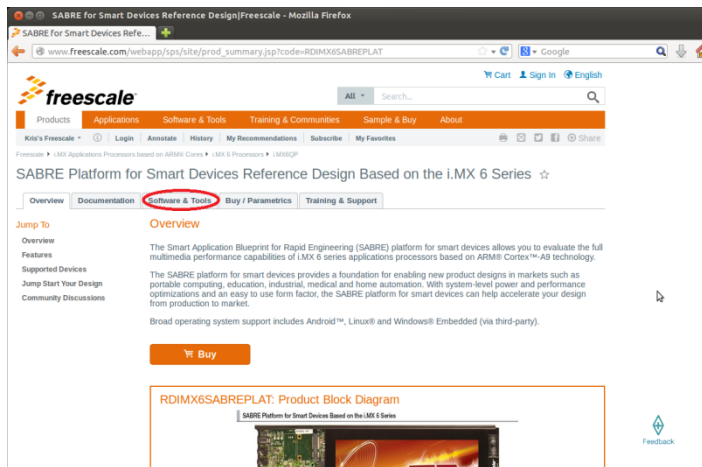 SABRE for Smart Devices Reference Design|Freescale - Mozilla Firefox
SABRE for Smart Devices Refe...
www.freescale.com/webapp/sps/site/prod_summary.jsp?code=RDIMX6SABREPLAT
Google
Cart Sign In English
freescale
All Search...
Products Applications Software & Tools Training & Communities Sample & Buy About
Kris's Freescale Login Annotate History My Recommendations Subscribe My Favorites Share
Freescale i.MX Applications Processors based on ARM® Cores i.MX 6 Processors i.MX6QP
SABRE Platform for Smart Devices Reference Design Based on the i.MX 6 Series
Overview Documentation Software & Tools Buy / Parametrics Training & Support
Jump To
Overview
Features
Supported Devices
Jump Start Your Design
Community Discussions
Overview
The Smart Application Blueprint for Rapid Engineering (SABRE) platform for smart devices allows you to evaluate the full
multimedia performance capabilities of i.MX 6 series applications processors based on ARM® Cortex™-A9 technology.
The SABRE platform for smart devices provides a foundation for enabling new product designs in markets such as
portable computing, education, industrial, medical and home automation. With system-level power and performance
optimizations and an easy to use form factor, the SABRE platform for smart devices can help accelerate your design
from production to market.
Broad operating system support includes Android™, Linux® and Windows® Embedded (via third-party).
Buy
RDIMX6SABREPLAT: Product Block Diagram
SABRE Platform for Smart Devices Based on the i.MX 6 Series
Feedback